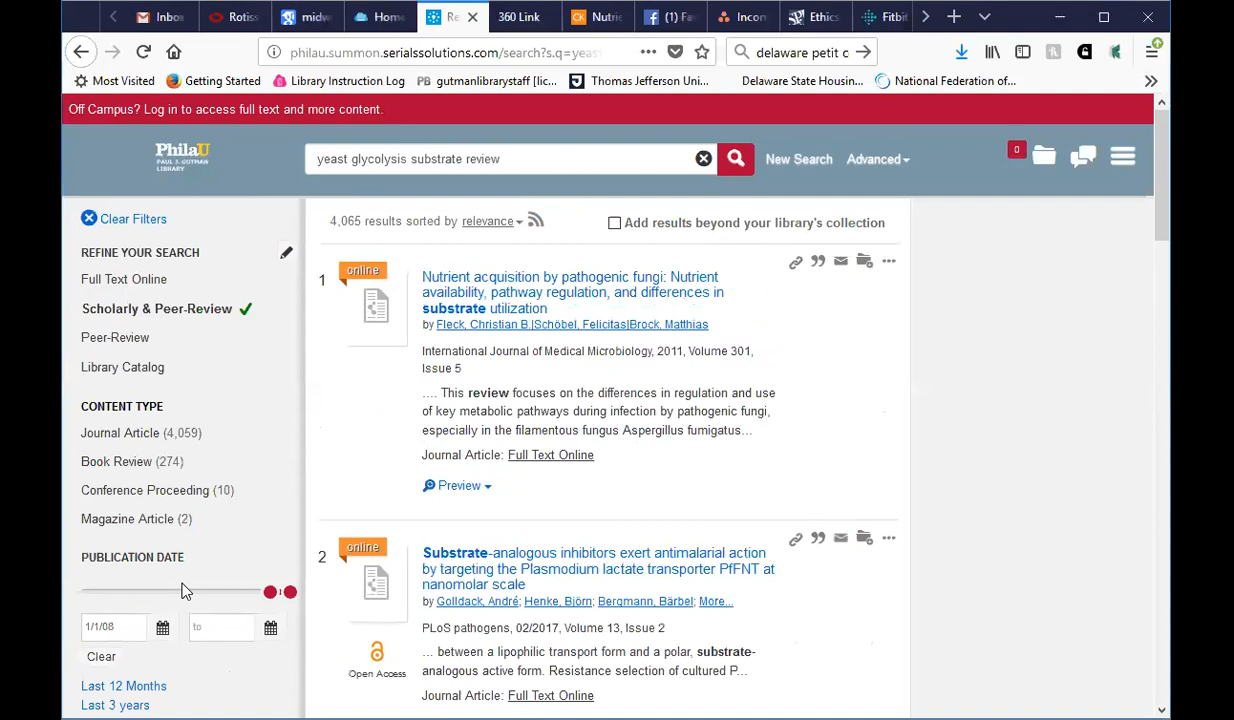 Inbox
Rotiss
midw
Home
Re
360 Link
Nutrie
(1) Fa
Incon
Ethics
Fitbit
philau.summon.serialssolutions.com/search?s.q=yeas
delaware petit c
Most Visited
Getting Started
Library Instruction Log
PB gutmanlibrarystaff [lic...
Thomas Jefferson Uni...
Delaware State Housin...
National Federation of...
Off Campus? Log in to access full text and more content.
PhilaU
PAUL J. GUTMAN
LIBRARY
yeast glycolysis substrate review
New Search
Advanced
0
Clear Filters
REFINE YOUR SEARCH
Full Text Online
Scholarly & Peer-Review
Peer-Review
Library Catalog
CONTENT TYPE
Journal Article (4,059)
Book Review (274)
Conference Proceeding (10)
Magazine Article (2)
PUBLICATION DATE
1/1/08
to
Clear
Last 12 Months
Last 3 years
4,065 results sorted by relevance
Add results beyond your library's collection
1
online
Nutrient acquisition by pathogenic fungi: Nutrient
availability, pathway regulation, and differences in
substrate utilization
by Fleck, Christian B.|Schöbel, Felicitas|Brock, Matthias
International Journal of Medical Microbiology, 2011, Volume 301,
Issue 5
.... This review focuses on the differences in regulation and use
of key metabolic pathways during infection by pathogenic fungi,
especially in the filamentous fungus Aspergillus fumigatus...
Journal Article: Full Text Online
Preview
2
online
Substrate-analogous inhibitors exert antimalarial action
by targeting the Plasmodium lactate transporter PfFNT at
nanomolar scale
by Golldack, André; Henke, Björn; Bergmann, Bärbel; More...
PLoS pathogens, 02/2017, Volume 13, Issue 2
... between a lipophilic transport form and a polar, substrate-
analogous active form. Resistance selection of cultured P...
Open Access
Journal Article: Full Text Online